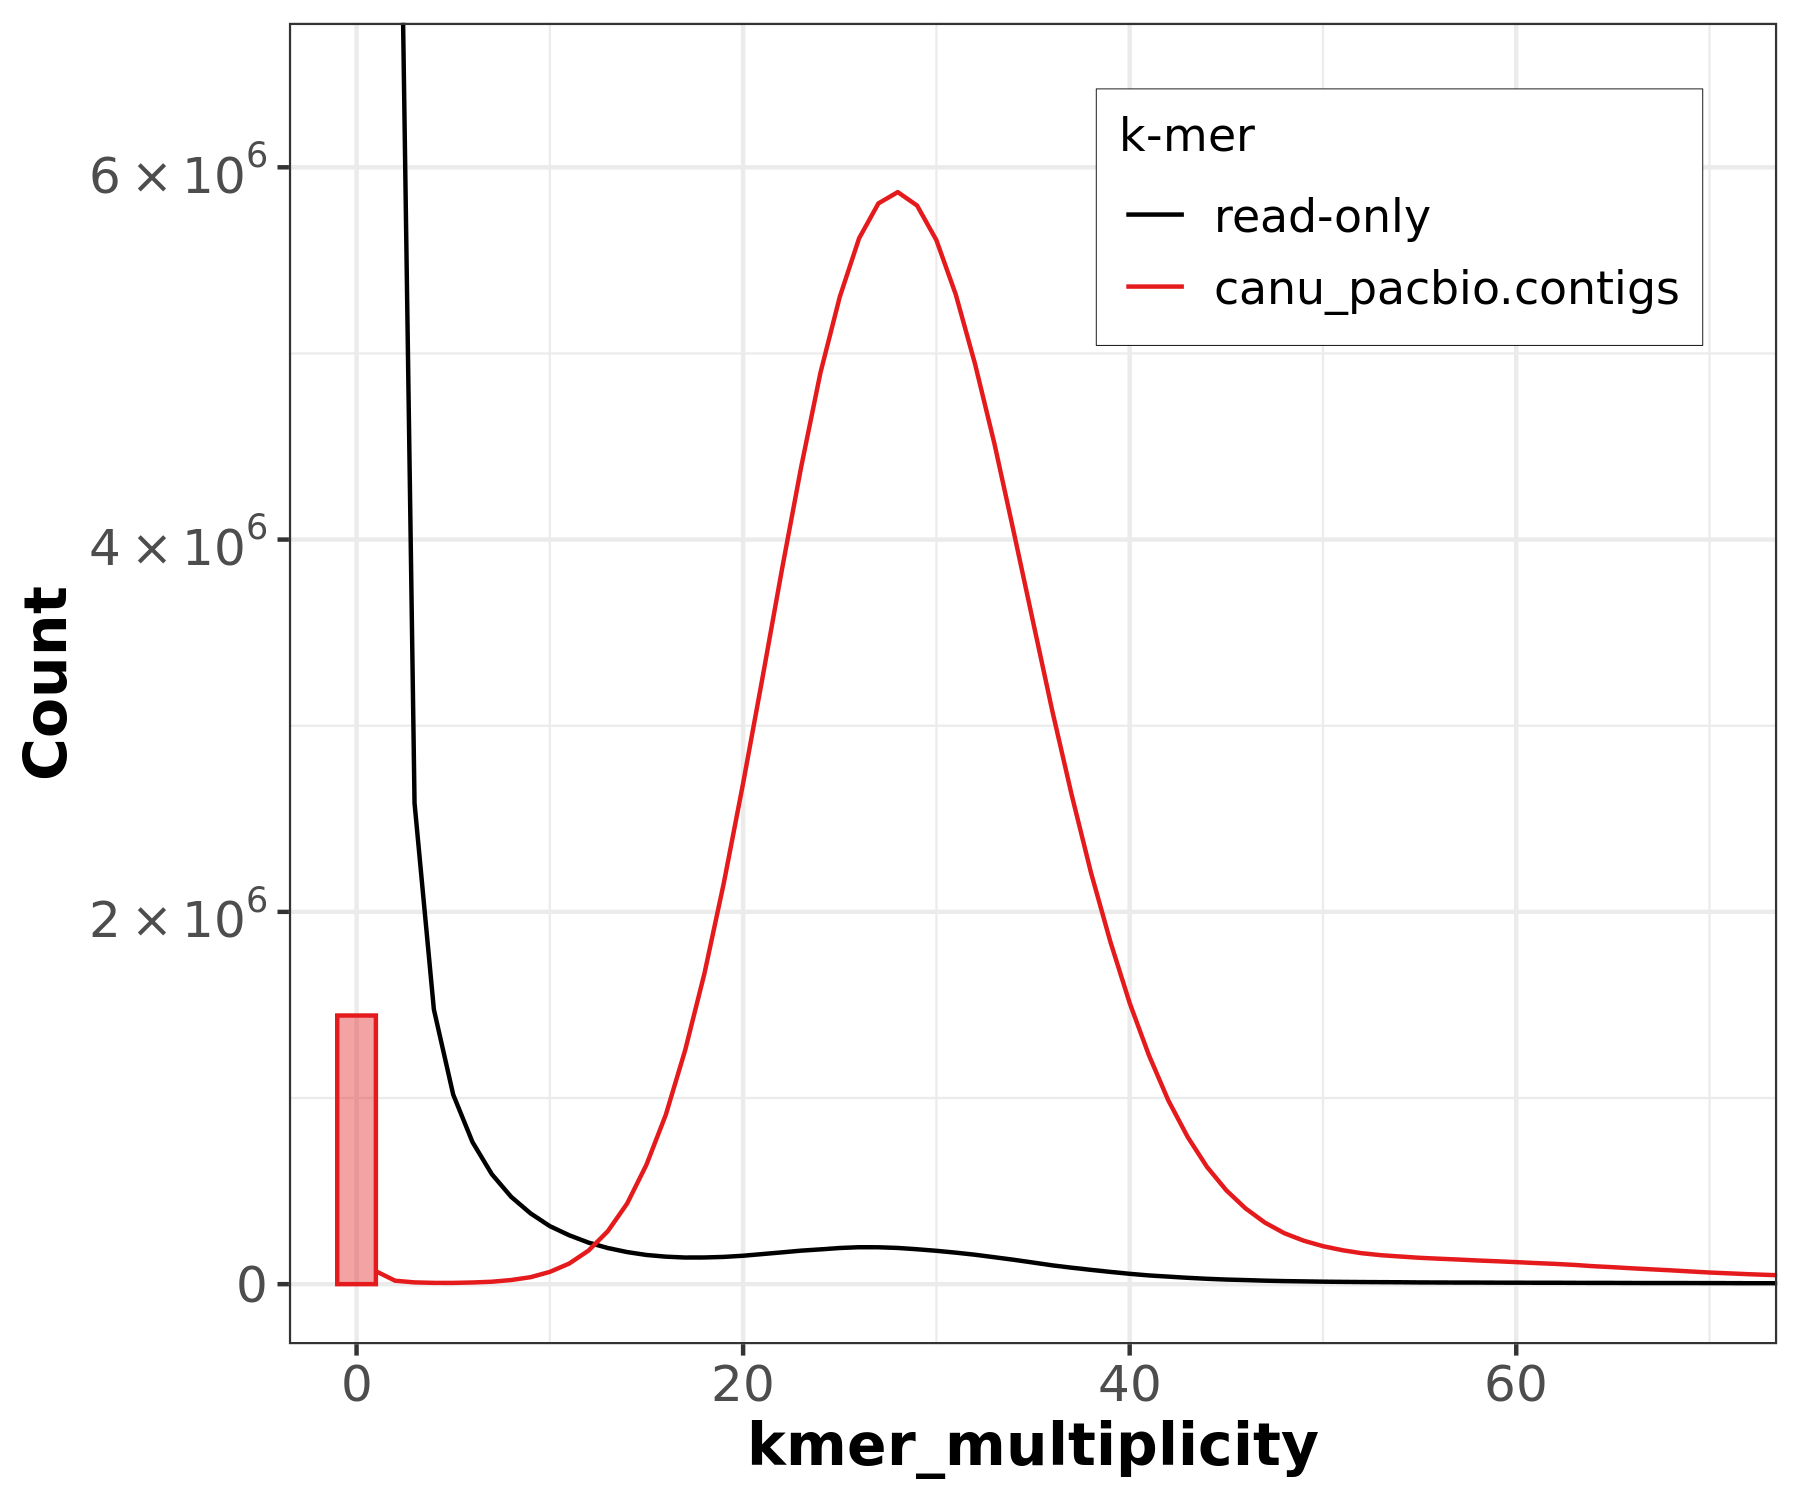 k-mer
read-only
canu_pacbio.contigs
6 × 10⁶
4 × 10⁶
2 × 10⁶
0
Count
0 20 40 60
kmer_multiplicity